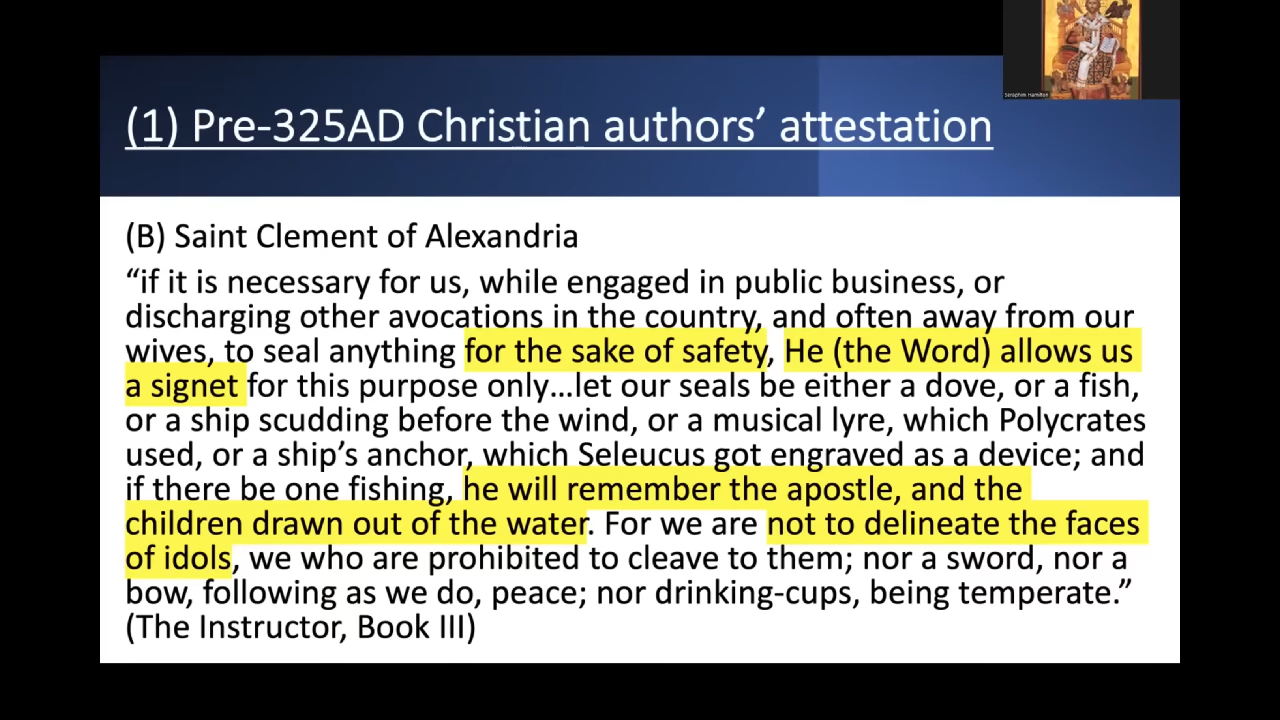 Seraphim Hamilton
(1) Pre-325AD Christian authors’ attestation
(B) Saint Clement of Alexandria
“if it is necessary for us, while engaged in public business, or
discharging other avocations in the country, and often away from our
wives, to seal anything for the sake of safety, He (the Word) allows us
a signet for this purpose only…let our seals be either a dove, or a fish,
or a ship scudding before the wind, or a musical lyre, which Polycrates
used, or a ship’s anchor, which Seleucus got engraved as a device; and
if there be one fishing, he will remember the apostle, and the
children drawn out of the water. For we are not to delineate the faces
of idols, we who are prohibited to cleave to them; nor a sword, nor a
bow, following as we do, peace; nor drinking-cups, being temperate.”
(The Instructor, Book III)